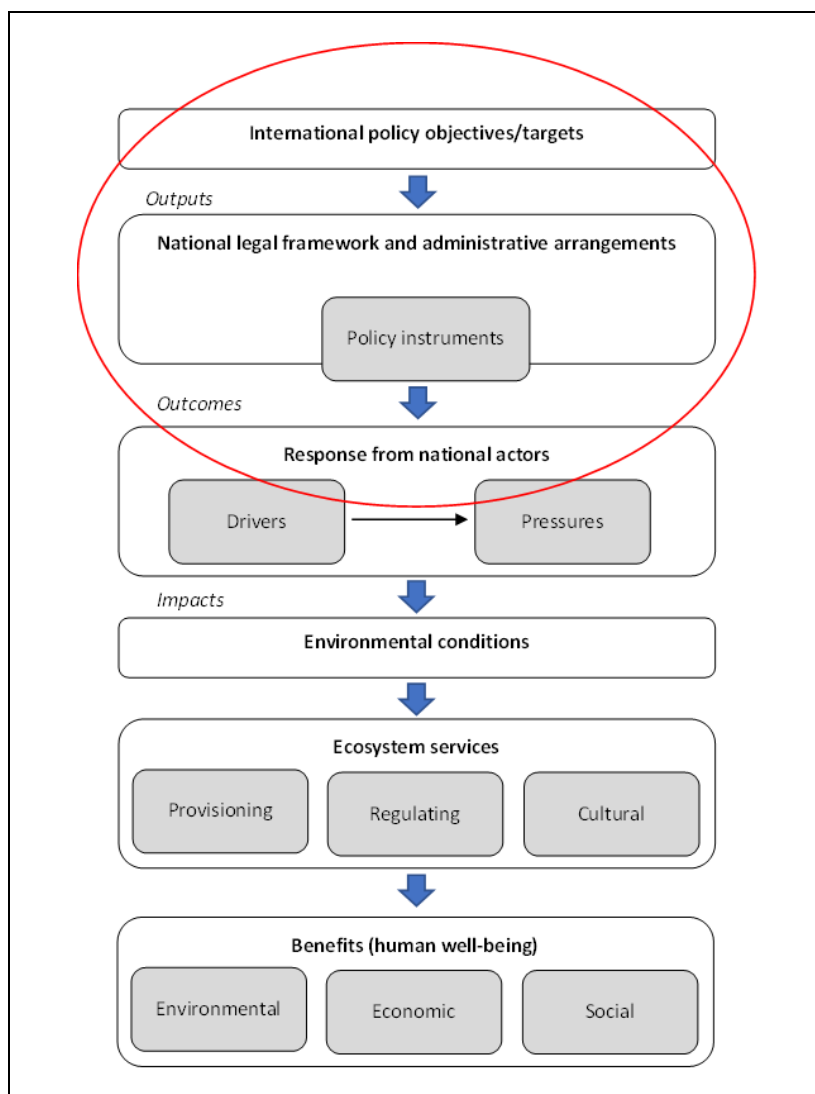 International policy objectives/targets
Outputs
National legal framework and administrative arrangements
Policy instruments
Outcomes
Response from national actors
Drivers
Pressures
Impacts
Environmental conditions
Ecosystem services
Provisioning
Regulating
Cultural
Benefits (human well-being)
Environmental
Economic
Social